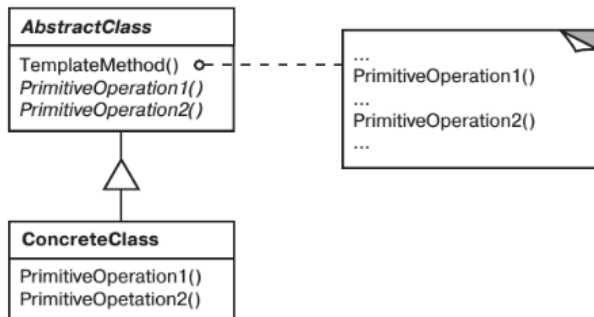 AbstractClass
TemplateMethod()
PrimitiveOperation1()
PrimitiveOperation2()
...
PrimitiveOperation1()
...
PrimitiveOperation2()
...
ConcreteClass
PrimitiveOperation1()
PrimitiveOpetation2()